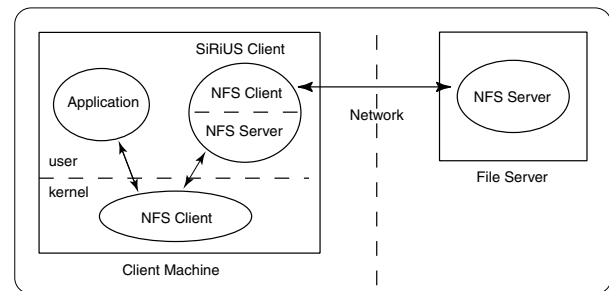 SiRiUS Client
NFS Client
Application
NFS Server
NFS Server
Network
user
kernel
NFS Client
File Server
Client Machine